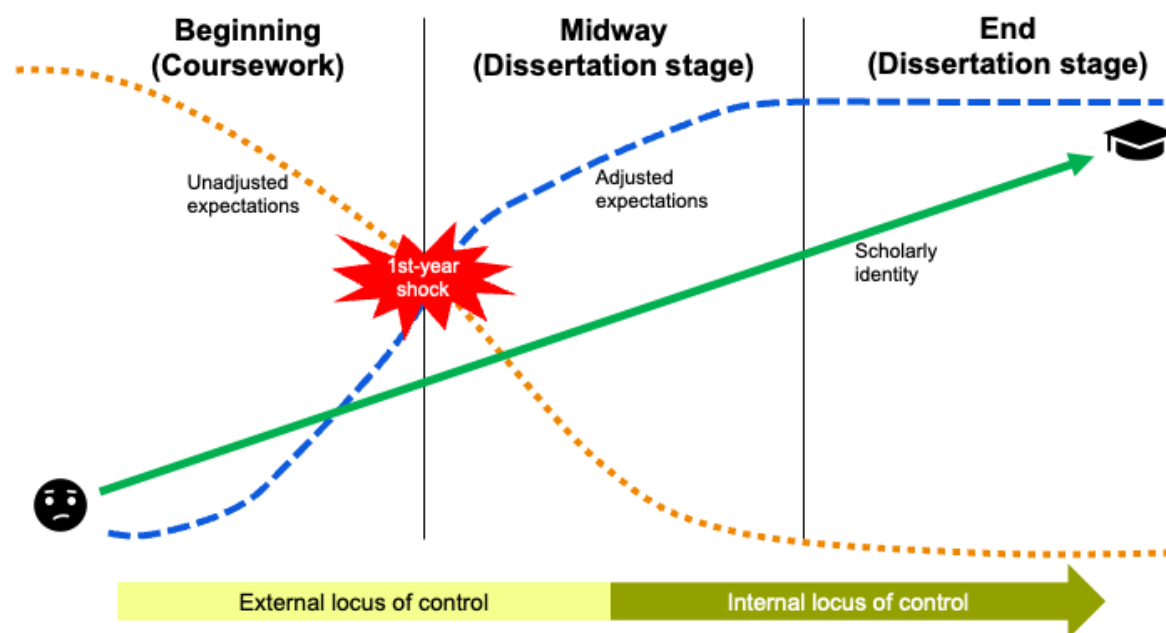 Beginning
(Coursework)
Midway
(Dissertation stage)
End
(Dissertation stage)
Unadjusted
expectations
Adjusted
expectations
1st-year
shock
Scholarly
identity
External locus of control
Internal locus of control